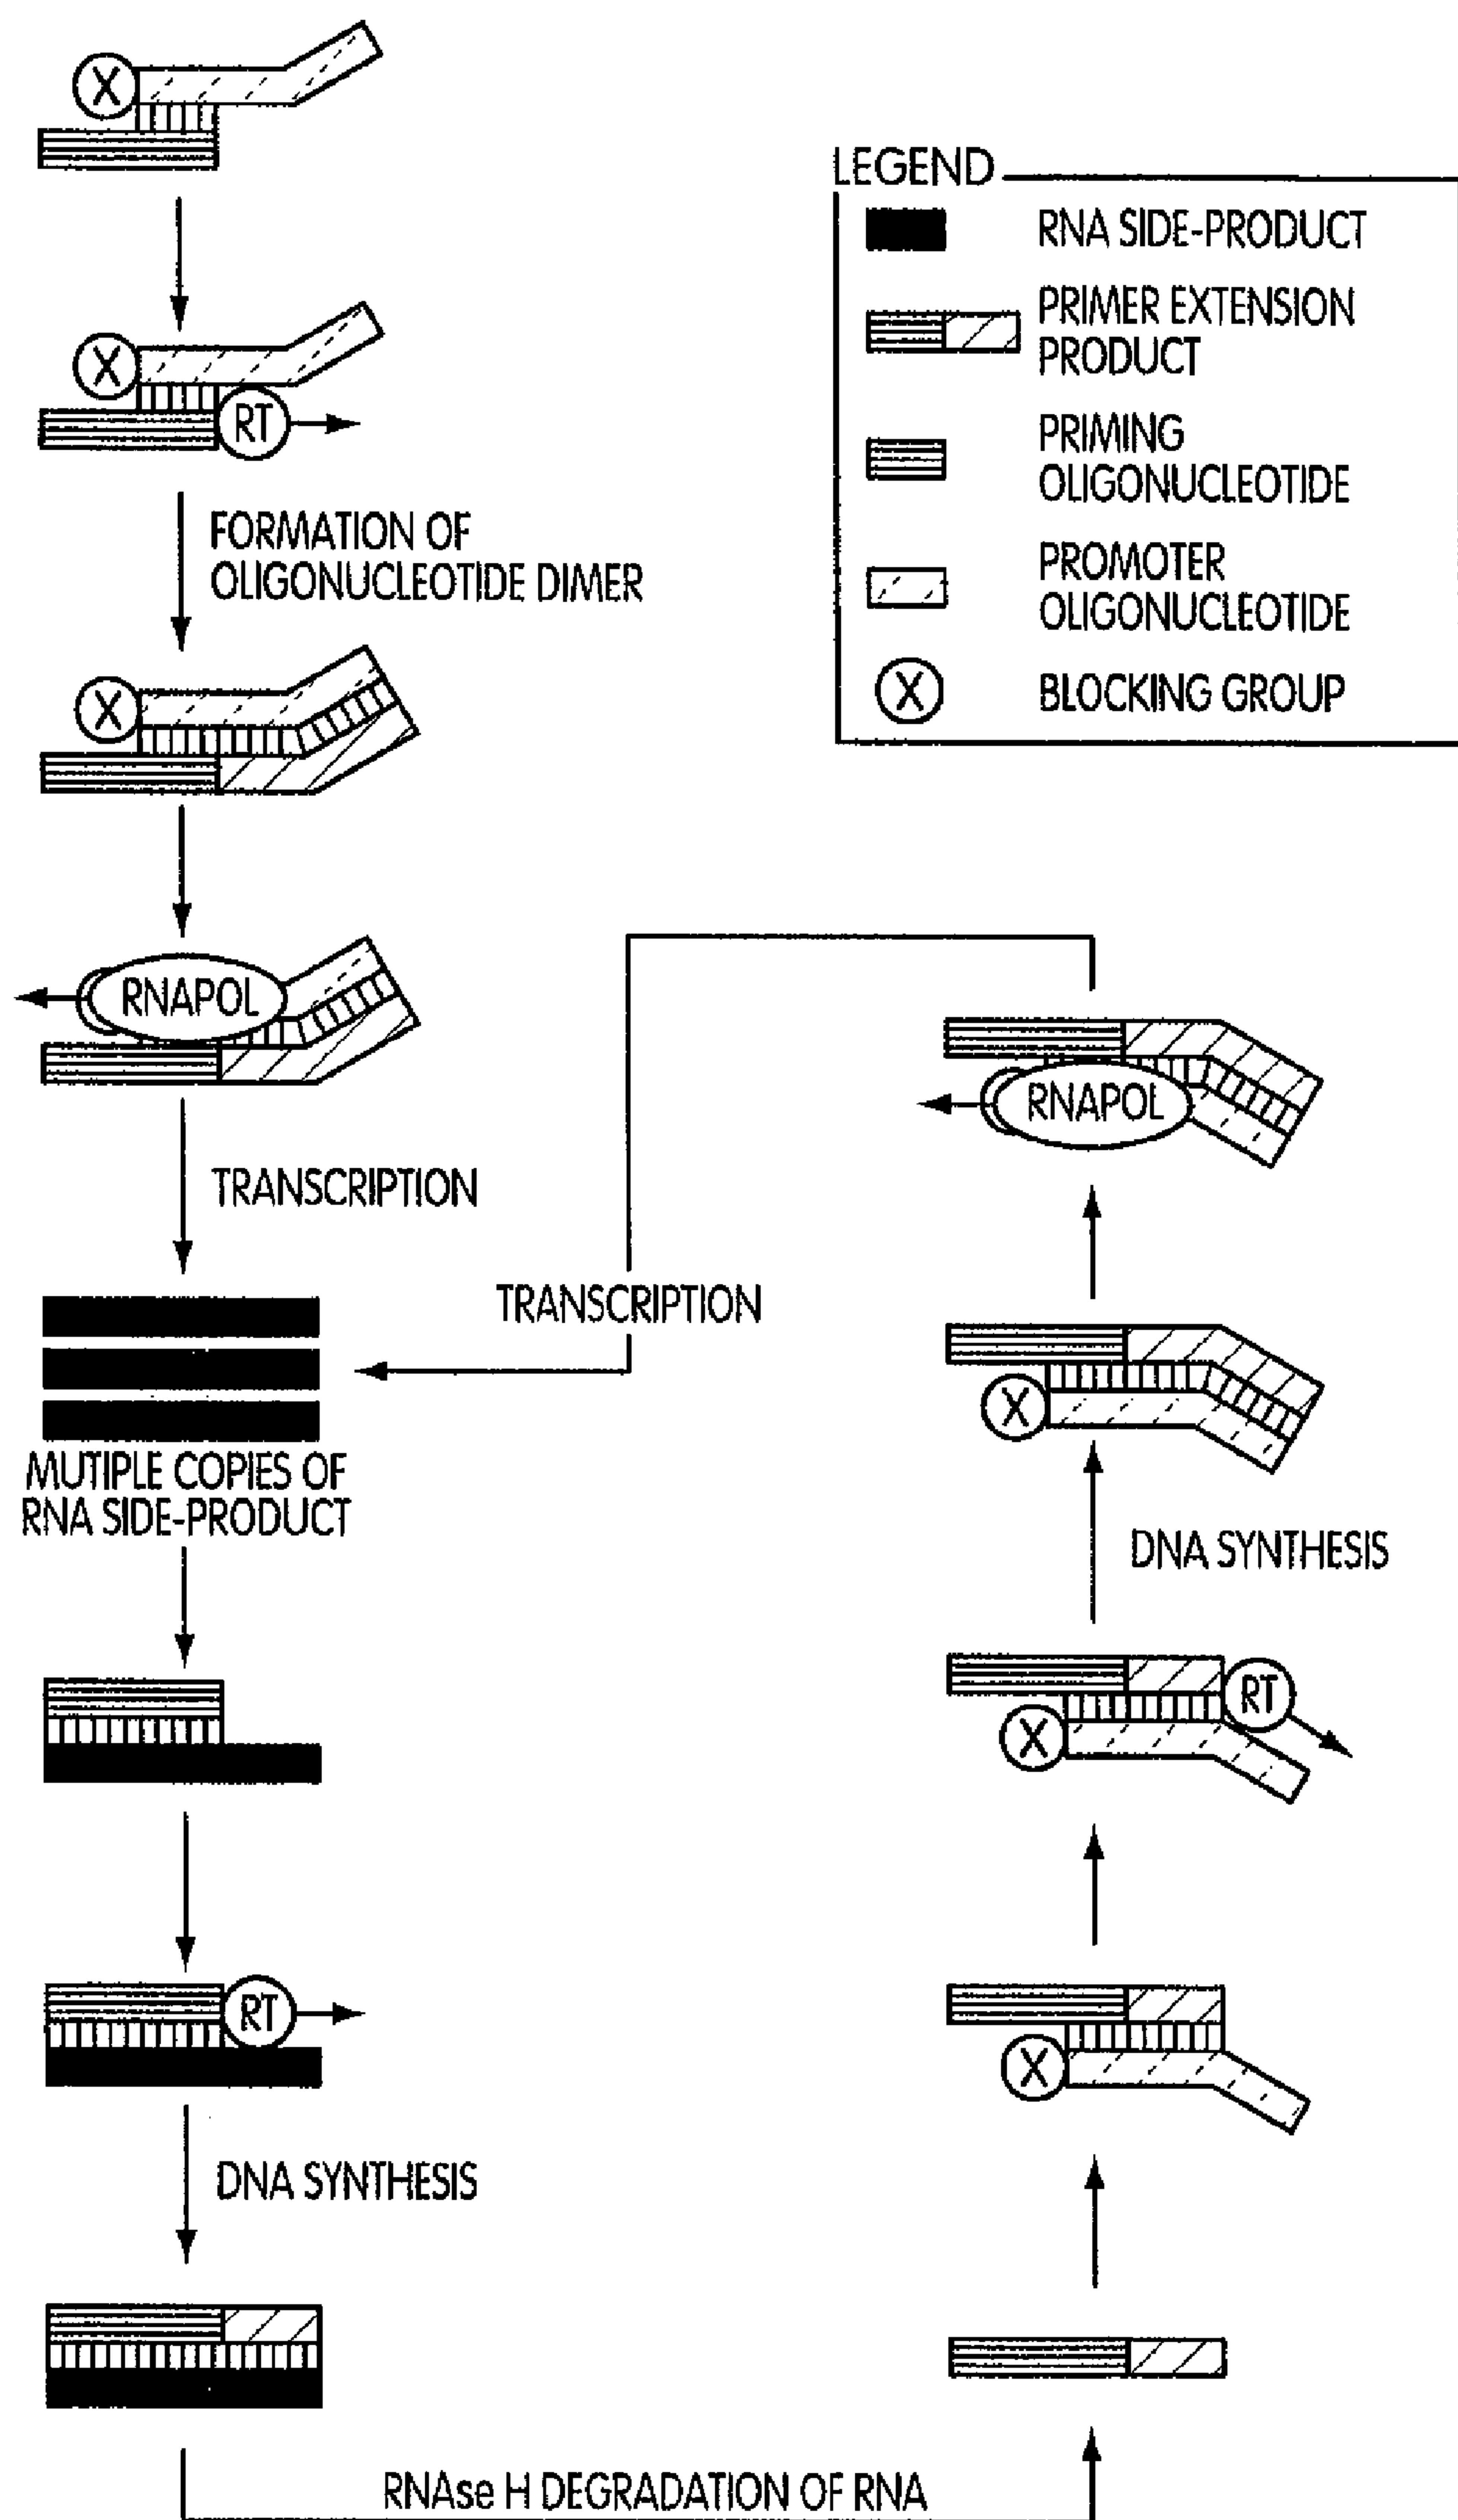 X
LEGEND
RNA SIDE-PRODUCT
PRIMER EXTENSION
PRODUCT
PRIMING
OLIGONUCLEOTIDE
PROMOTER
OLIGONUCLEOTIDE
X
BLOCKING GROUP
X
RT
FORMATION OF
OLIGONUCLEOTIDE DIMER
X
RNAPOL
TRANSCRIPTION
MUTIPLE COPIES OF
RNA SIDE-PRODUCT
RT
DNA SYNTHESIS
RNAse H DEGRADATION OF RNA
X
X
RT
DNA SYNTHESIS
X
RNAPOL
TRANSCRIPTION